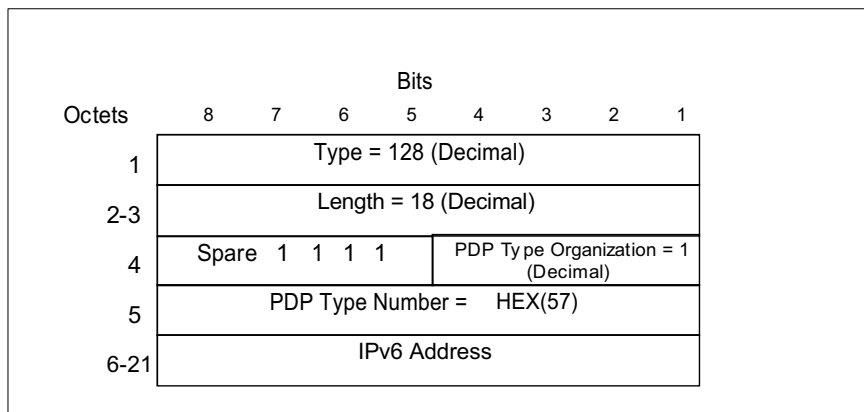 Bits
Octets 8 7 6 5 4 3 2 1
1 Type = 128 (Decimal)
2-3 Length = 18 (Decimal)
4 Spare 1 1 1 1 PDP Type Organization = 1
(Decimal)
5 PDP Type Number = HEX(57)
6-21 IPv6 Address